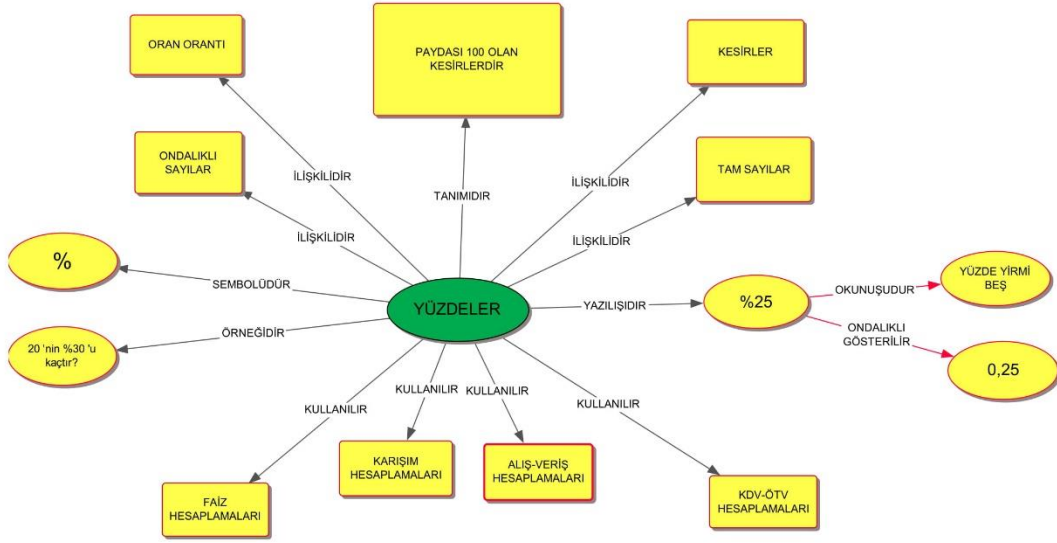 ORAN ORANTI
PAYDASI 100 OLAN
KESİRLERDİR
KESİRLER
ONDALIKLI
SAYILAR
TAM SAYILAR
İLİŞKİLİDİR
TANIMIDIR
İLİŞKİLİDİR
İLİŞKİLİDİR
İLİŞKİLİDİR
%
SEMBOLÜDÜR
YÜZDELER
YAZILIŞIDIR
%25
OKUNUŞUDUR
YÜZDE YİRMİ
BEŞ
ONDALIKLI
GÖSTERİLİR
0,25
20 'nin %30 'u
kaçtır?
ÖRNEĞİDİR
KULLANILIR
KULLANILIR
KULLANILIR
KULLANILIR
FAİZ
HESAPLAMALARI
KARIŞIM
HESAPLAMALARI
ALIŞ-VERİŞ
HESAPLAMALARI
KDV-ÖTV
HESAPLAMALARI